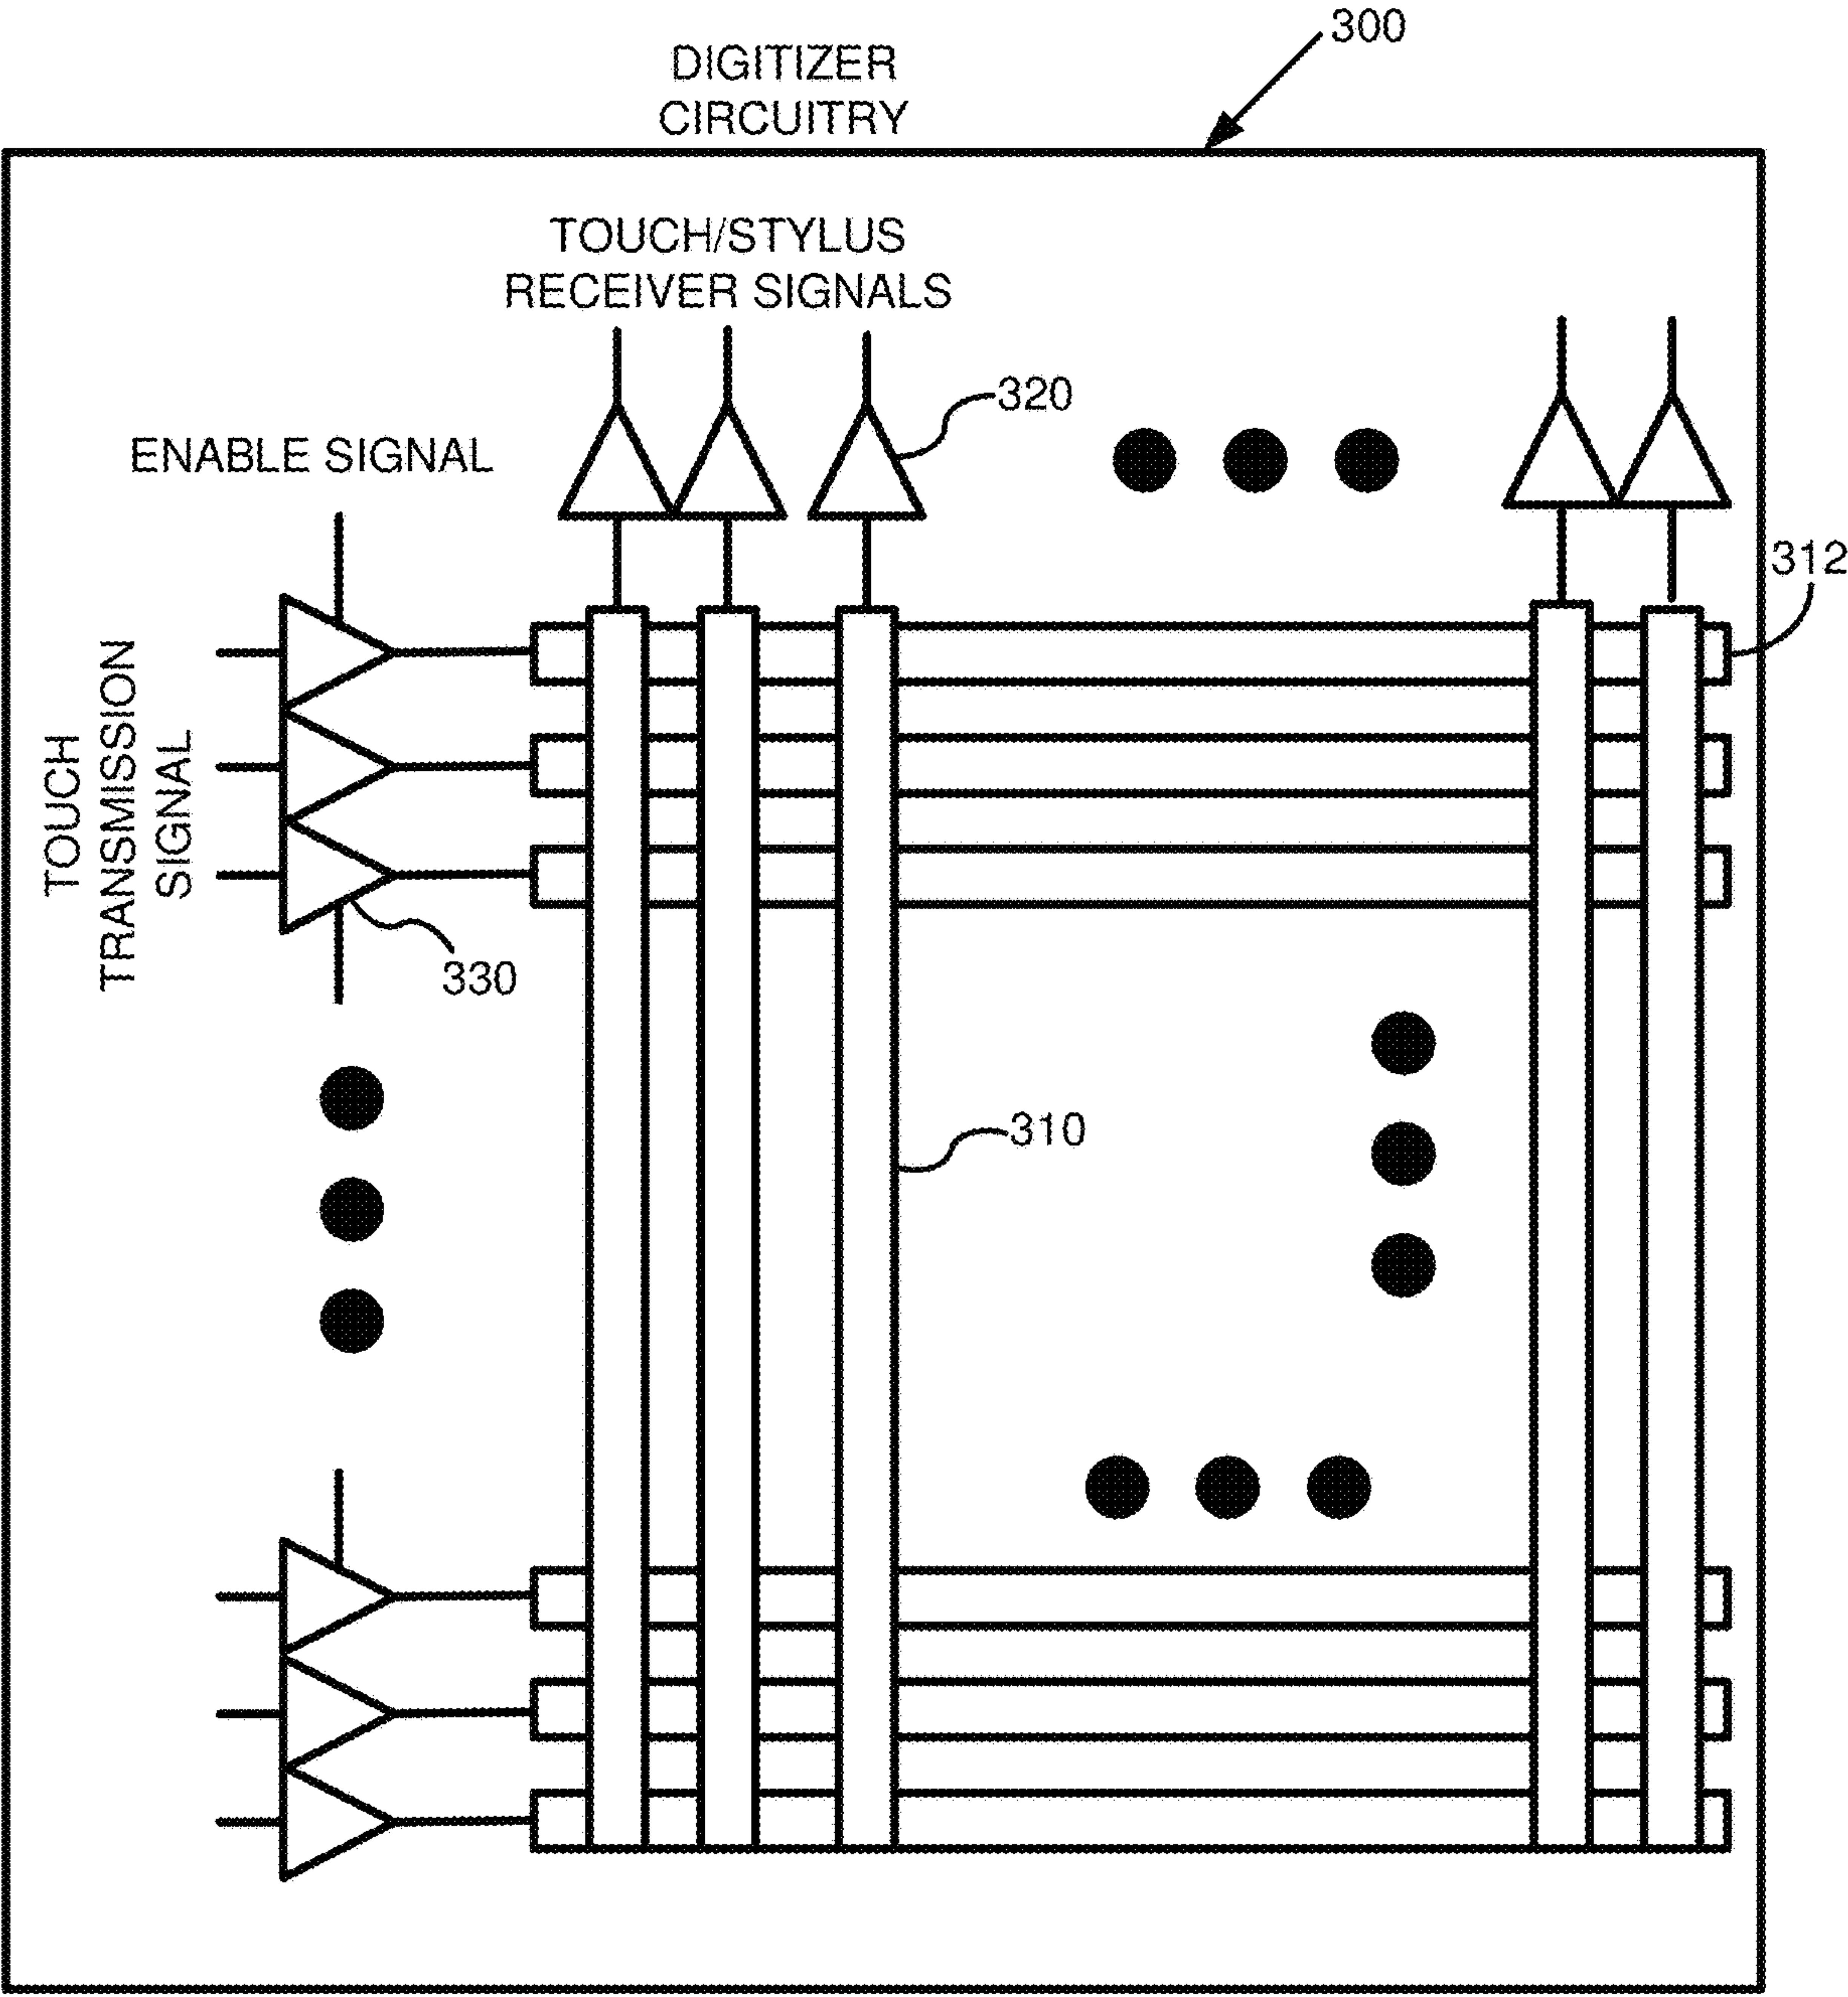 300
DIGITIZER
CIRCUITRY
TOUCH/STYLUS
RECEIVER SIGNALS
320
ENABLE SIGNAL
312
TOUCH
TRANSMISSION
SIGNAL
330
310